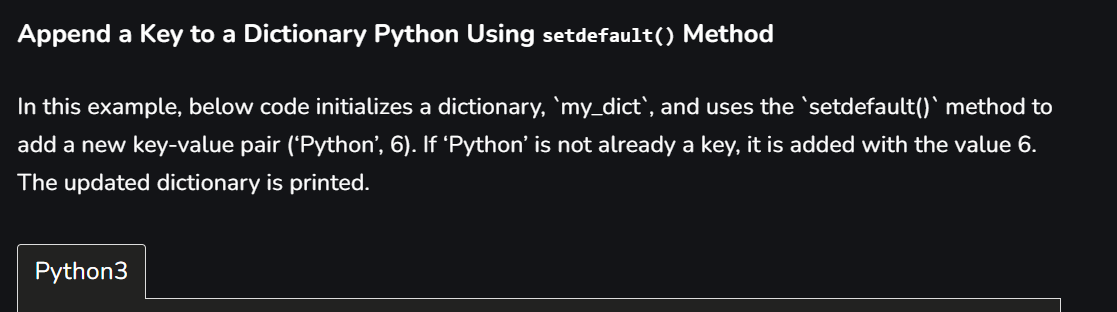 Append a Key to a Dictionary Python Using setdefault() Method
In this example, below code initializes a dictionary, `my_dict`, and uses the `setdefault()` method to
add a new key-value pair (‘Python’, 6). If ‘Python’ is not already a key, it is added with the value 6.
The updated dictionary is printed.
Python3